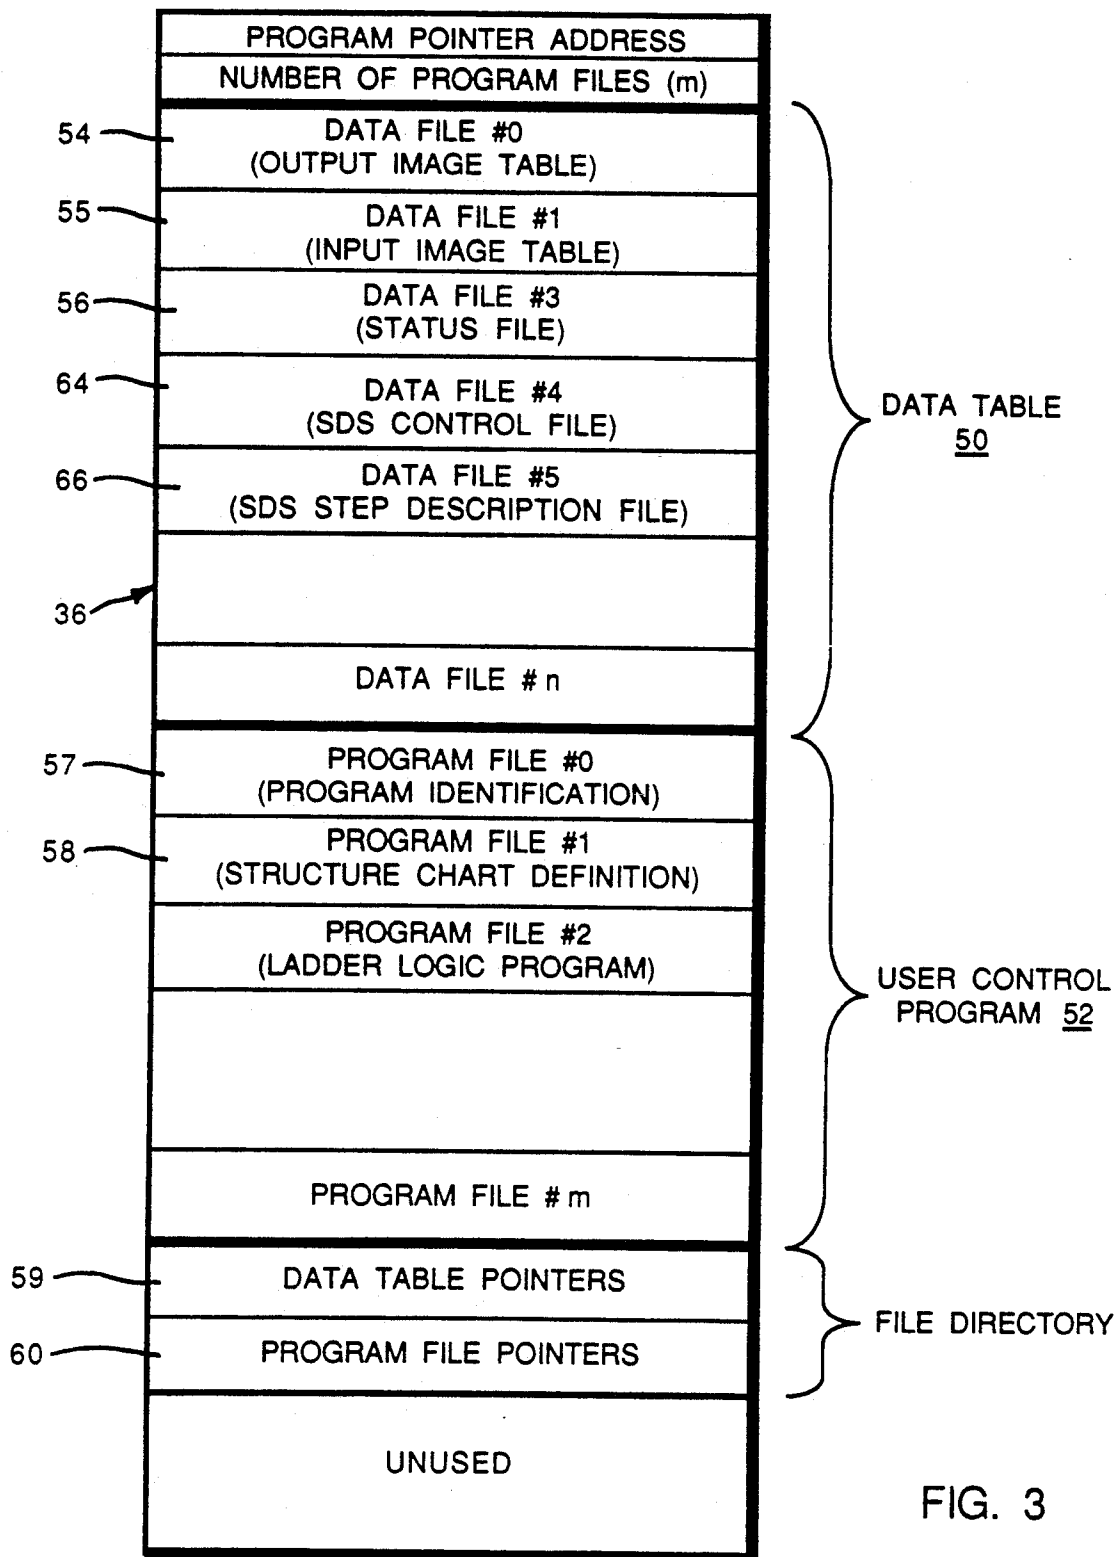 PROGRAM POINTER ADDRESS
NUMBER OF PROGRAM FILES (m)
54
DATA FILE #0
(OUTPUT IMAGE TABLE)
55
DATA FILE #1
(INPUT IMAGE TABLE)
56
DATA FILE #3
(STATUS FILE)
64
DATA FILE #4
(SDS CONTROL FILE)
DATA TABLE
50
66
DATA FILE #5
(SDS STEP DESCRIPTION FILE)
36
DATA FILE # n
57
PROGRAM FILE #0
(PROGRAM IDENTIFICATION)
58
PROGRAM FILE #1
(STRUCTURE CHART DEFINITION)
PROGRAM FILE #2
(LADDER LOGIC PROGRAM)
USER CONTROL
PROGRAM 52
PROGRAM FILE # m
59
DATA TABLE POINTERS
FILE DIRECTORY
60
PROGRAM FILE POINTERS
UNUSED
FIG. 3